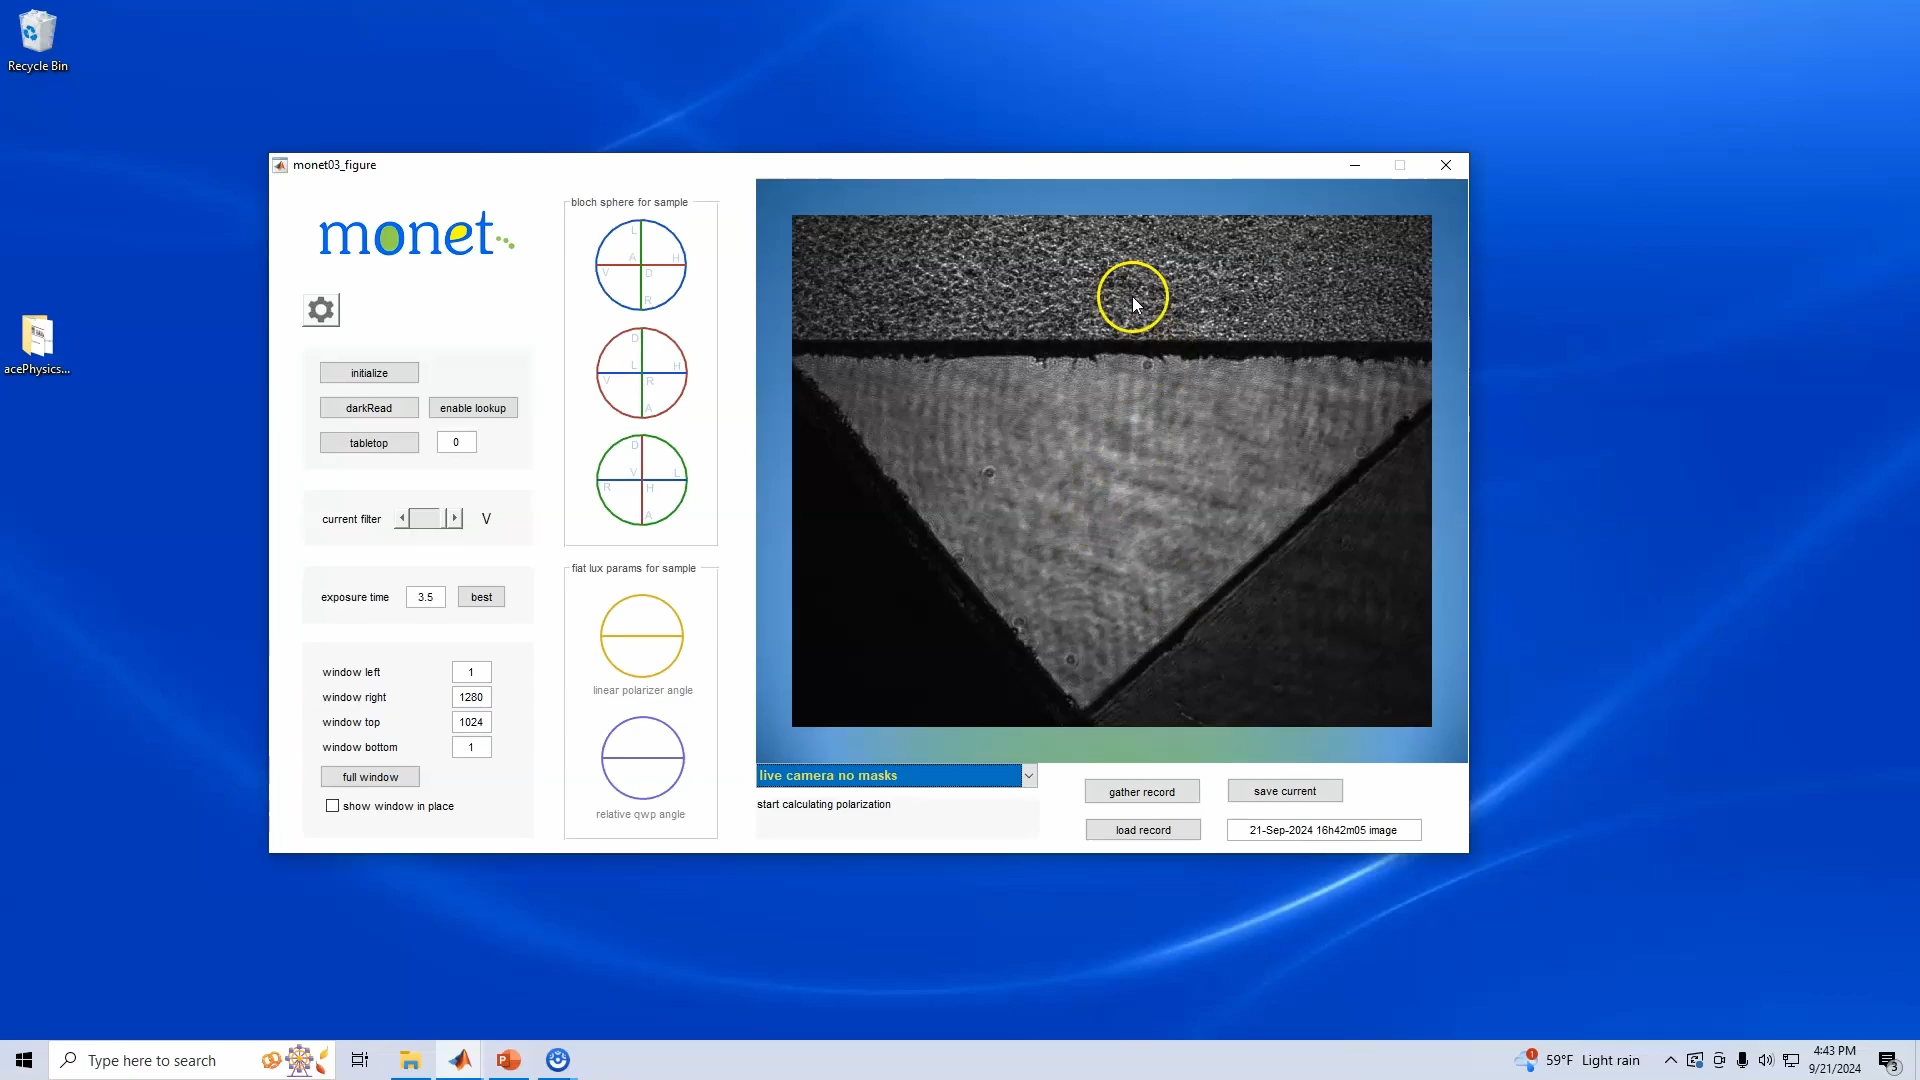 Recycle Bin
acePhysics...
monet03_figure
monet
initialize
darkRead
enable lookup
tabletop
0
current filter
V
exposure time
3.5
best
window left
1
window right
1280
window top
1024
window bottom
1
full window
show window in place
bloch sphere for sample
L
A
H
V
D
R
D
L
H
V
R
A
D
V
L
R
H
A
fiat lux params for sample
linear polarizer angle
relative qwp angle
live camera no masks
start calculating polarization
gather record
save current
load record
21-Sep-2024 16h42m05 image
Type here to search
1
59°F Light rain
4:43 PM
9/21/2024
3